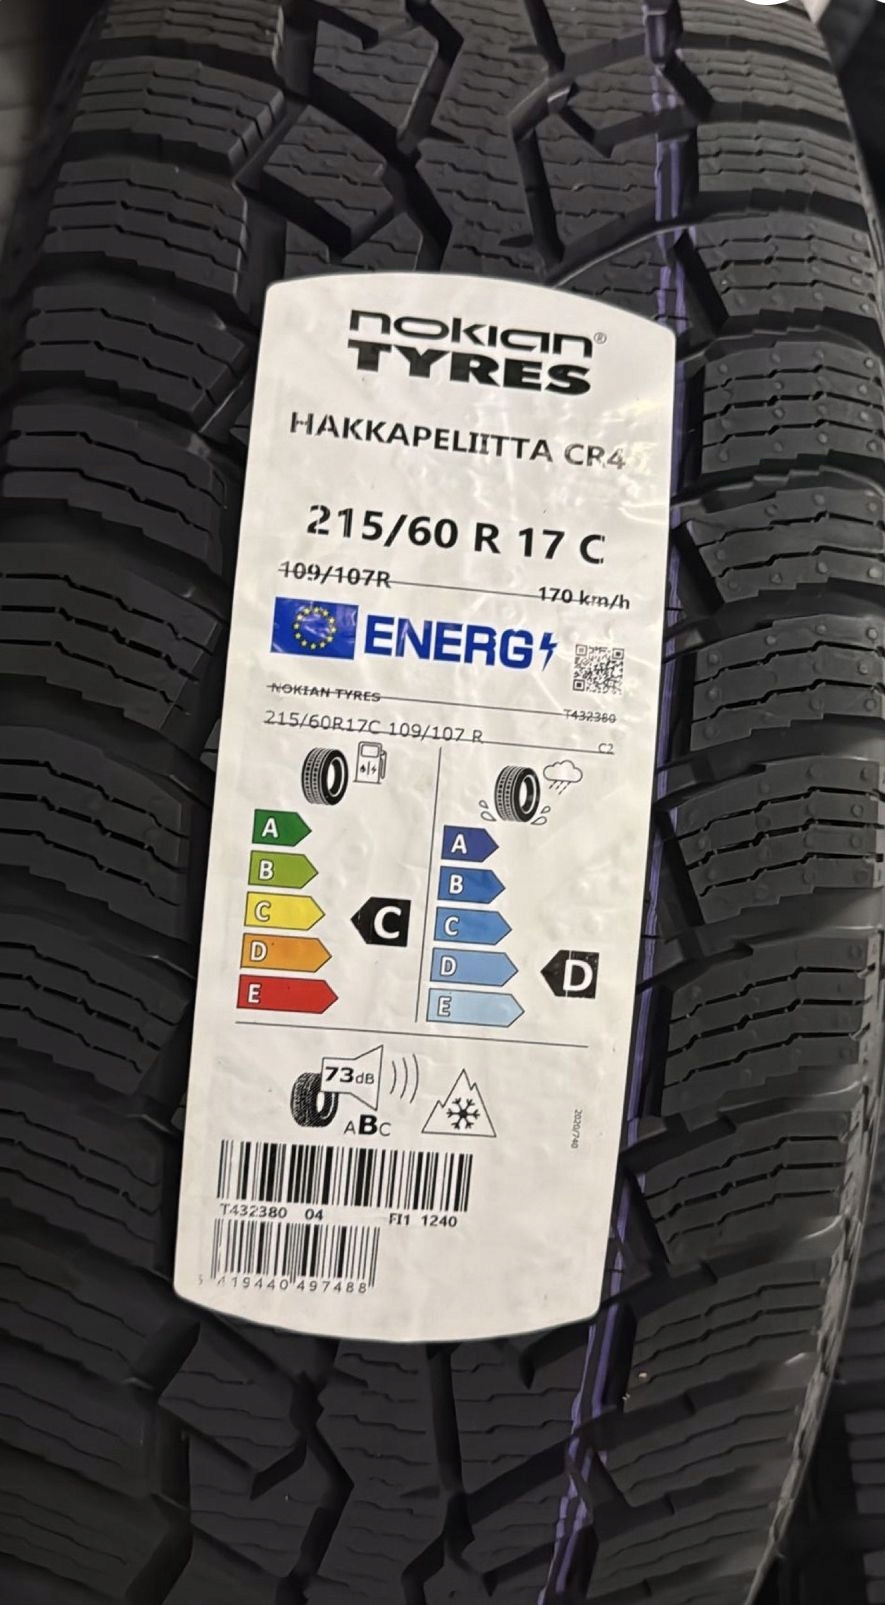 nokian®
TYRES
HAKKAPELIITTA CR4
215/60 R 17 C
109/107R 170 km/h
ENERG
NOKIAN TYRES T432380
215/60R17C 109/107 R C2
A A
B B
C C C
D D D
E E
73dB
ABC
2020/740
T432380 04 FI1 1240
419440 497488